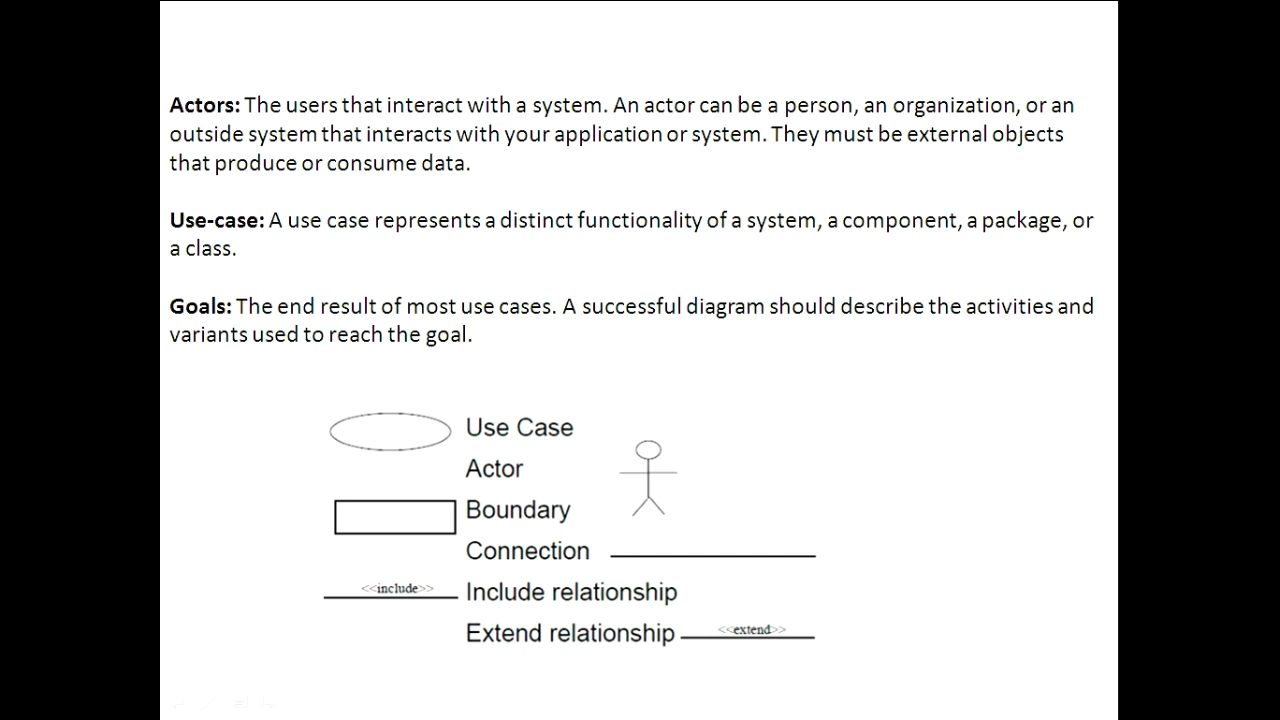 Actors: The users that interact with a system. An actor can be a person, an organization, or an
outside system that interacts with your application or system. They must be external objects
that produce or consume data.
Use-case: A use case represents a distinct functionality of a system, a component, a package, or
a class.
Goals: The end result of most use cases. A successful diagram should describe the activities and
variants used to reach the goal.
Use Case
Actor
Boundary
Connection
<<include>> Include relationship
Extend relationship <<extend>>